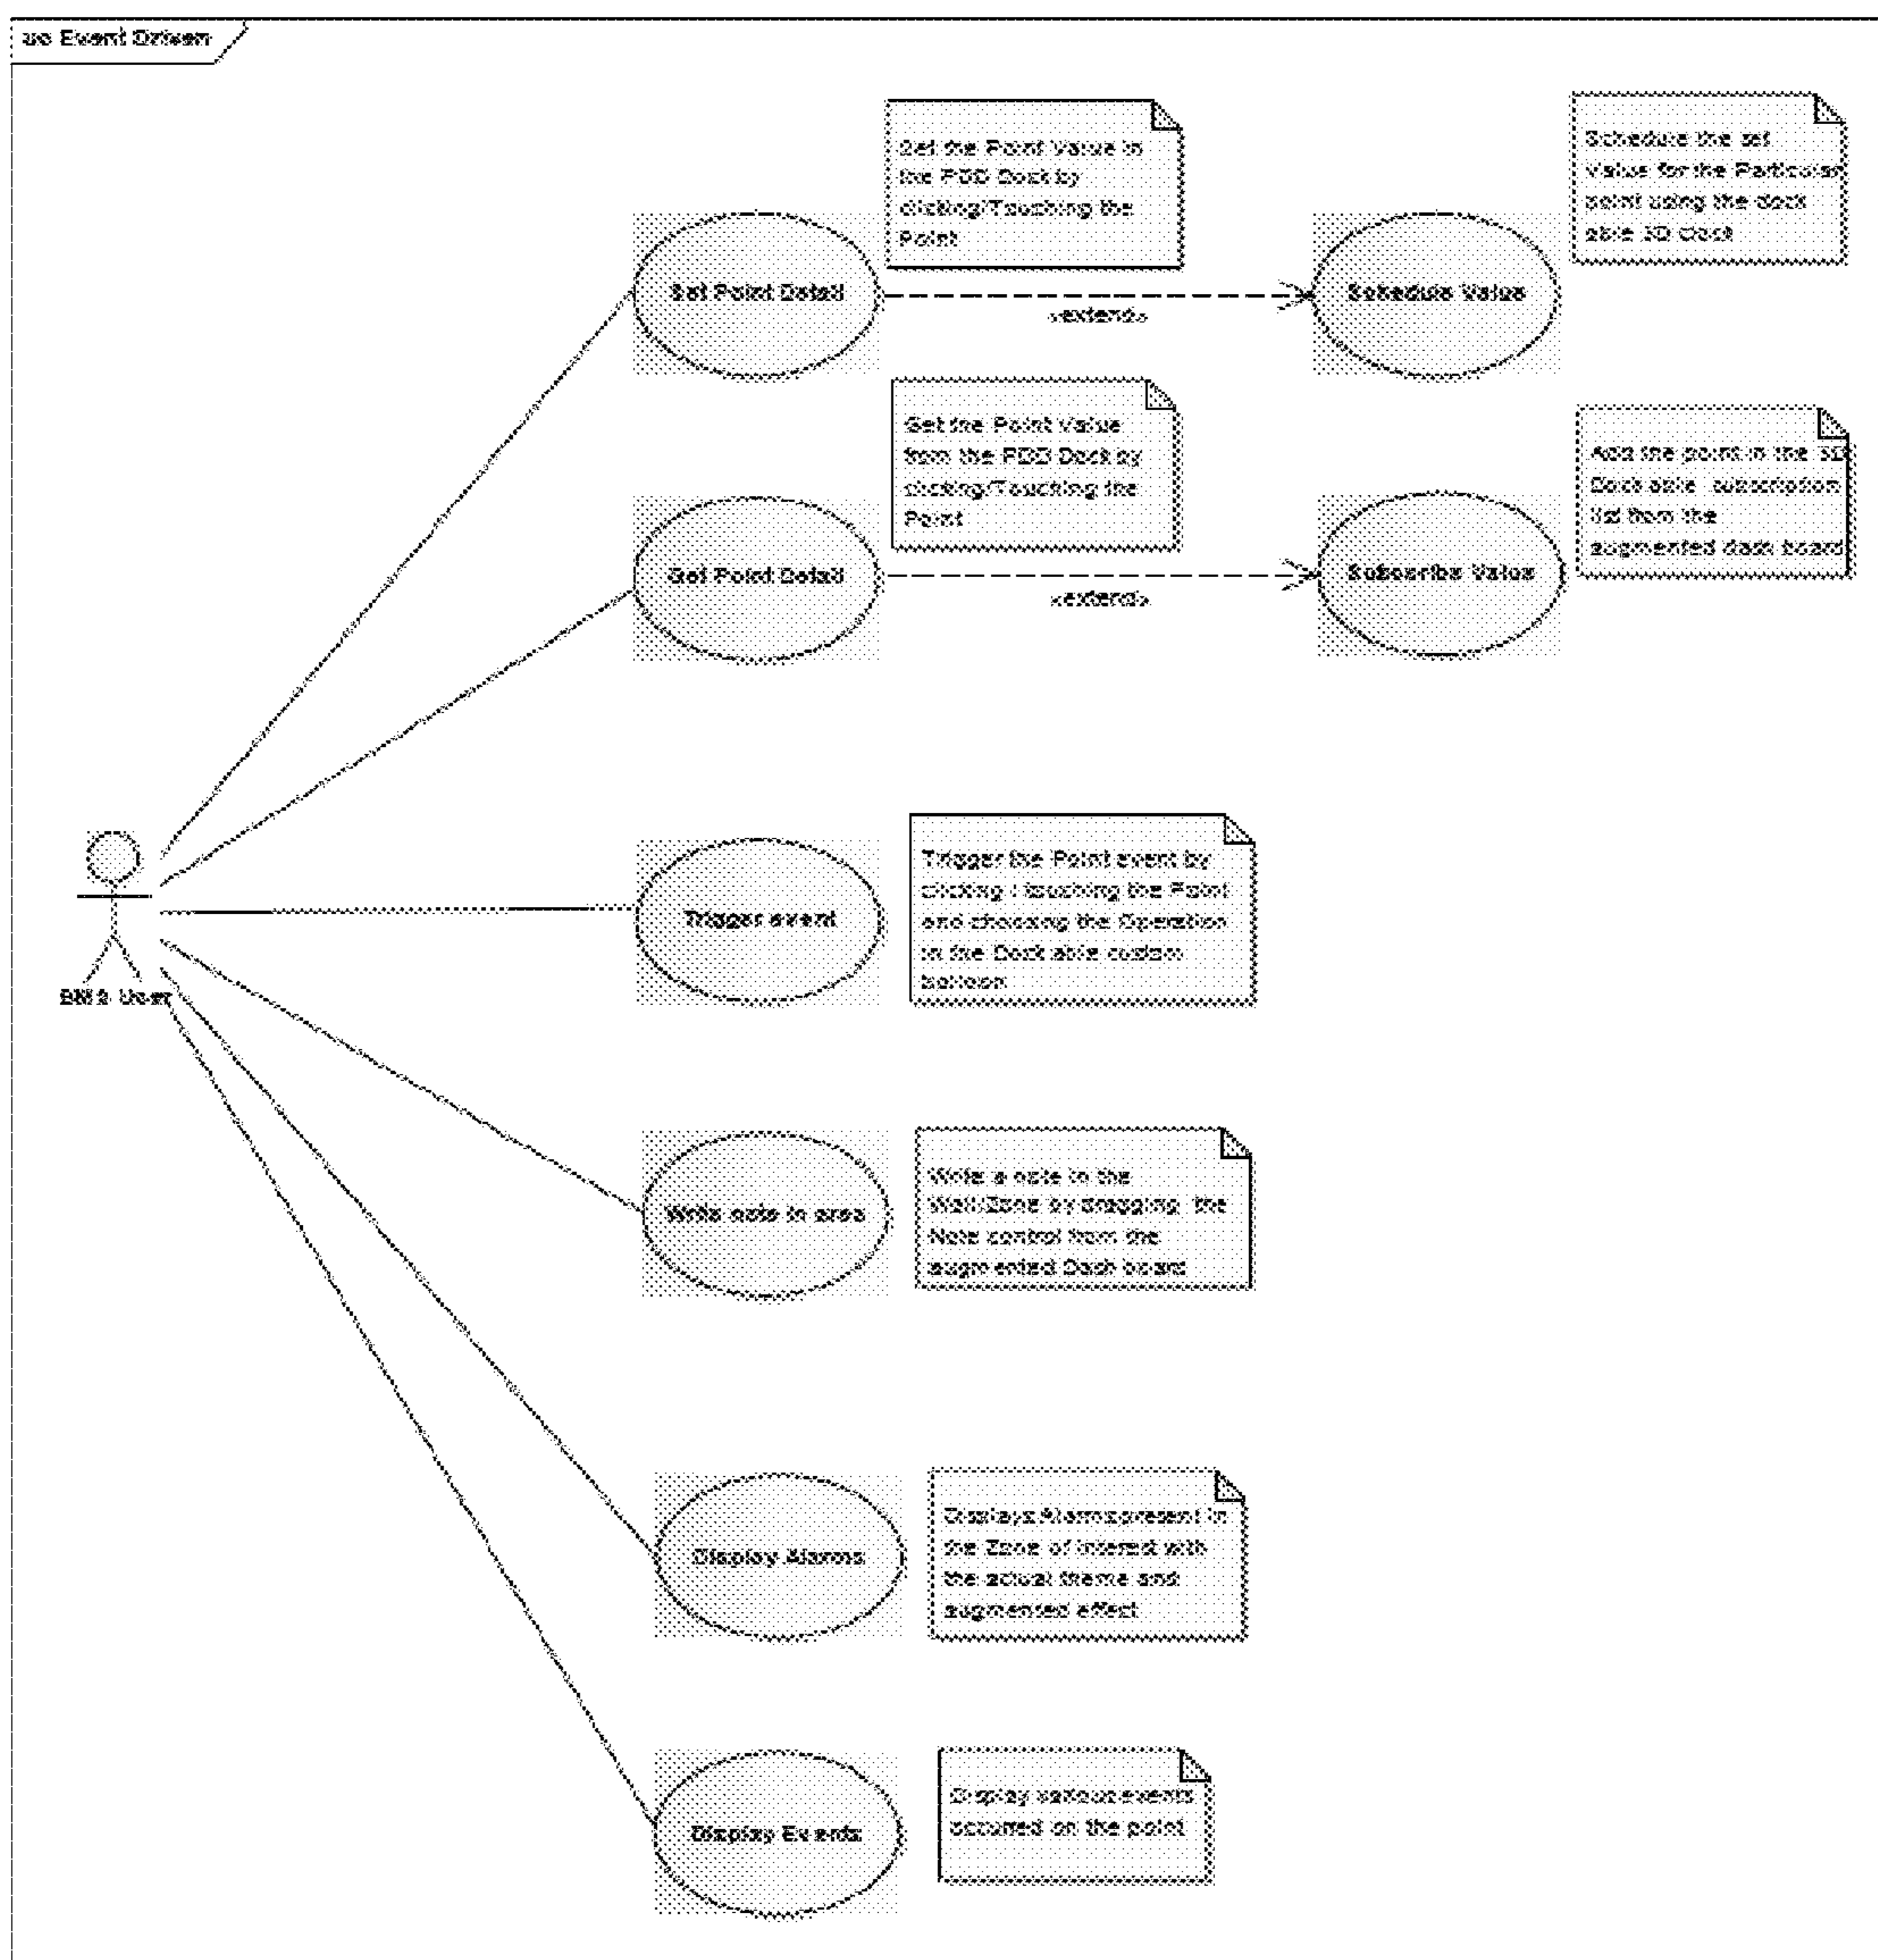 uc Event Driven
Set the Point Value in
the PDD Dock by
clicking/Touching the
Point
Schedule the set
Value for the Particular
point using the dock
able 3D clock
Set Point Detail
«extend»
Schedule Value
Get the Point Value
from the PDD Dock by
clicking/Touching the
Point
Add the point in the
Dock able subscription
list from the
augmented dash board
Get Point Detail
«extend»
Subscribe Value
Trigger the Point event by
clicking / touching the Point
and choosing the Operation
in the Dock able custom
balloon
Trigger event
BMS User
Write a note in the
Wall/Zone by dragging the
Note control from the
augmented Dash board
Write note in area
Displays Alarms present in
the Zone of interest with
the actual theme and
augmented effect
Display Alarms
Display various events
occurred on the point
Display Events